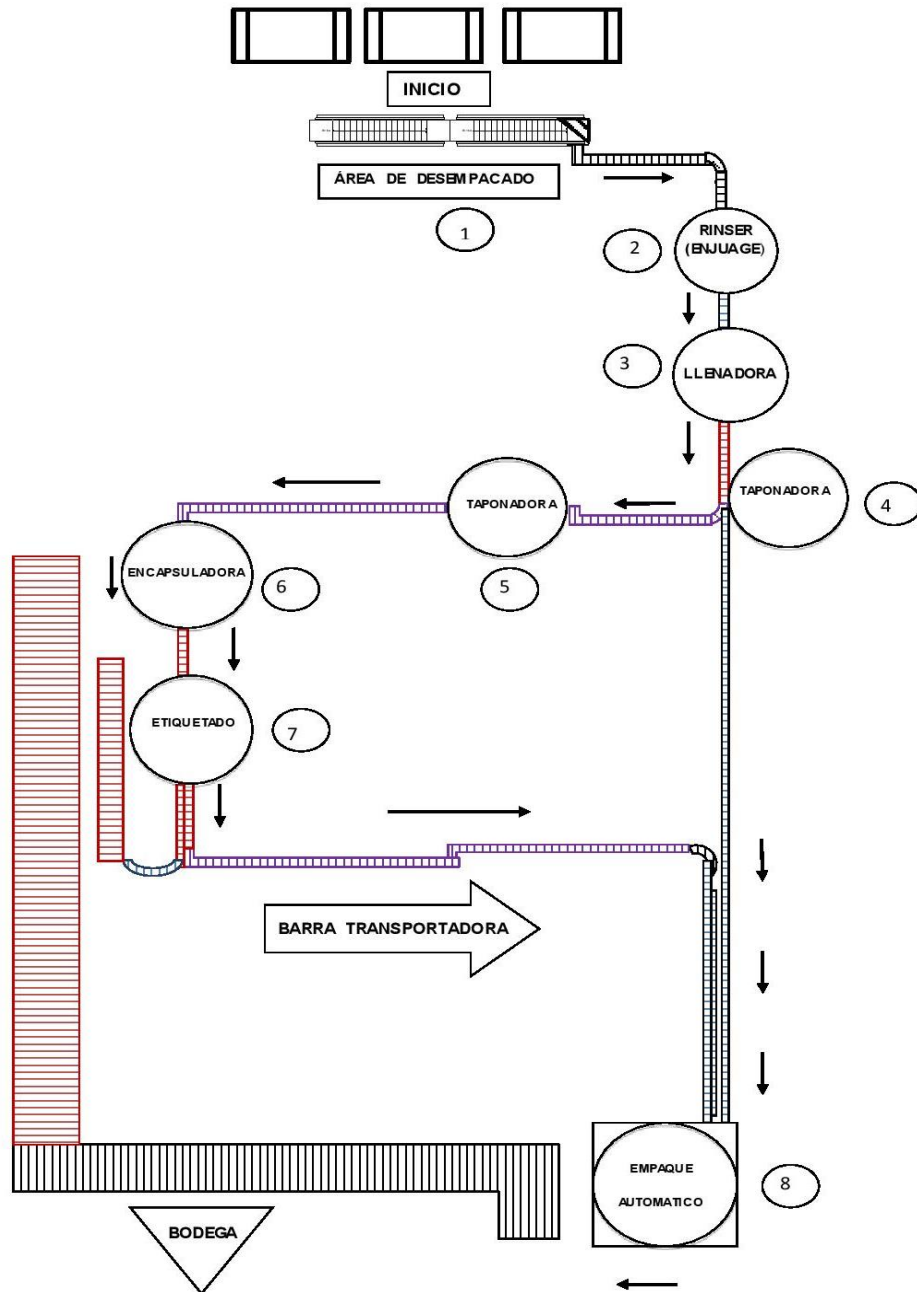 INICIO
ÁREA DE DESEMPACADO
1
RINSER
(ENJUAGE)
2
3
LLENADORA
TAPONADORA
4
TAPONADORA
5
ENCAPSULADORA
6
ETIQUETADO
7
BARRA TRANSPORTADORA
EMPAQUE
AUTOMATICO
8
BODEGA